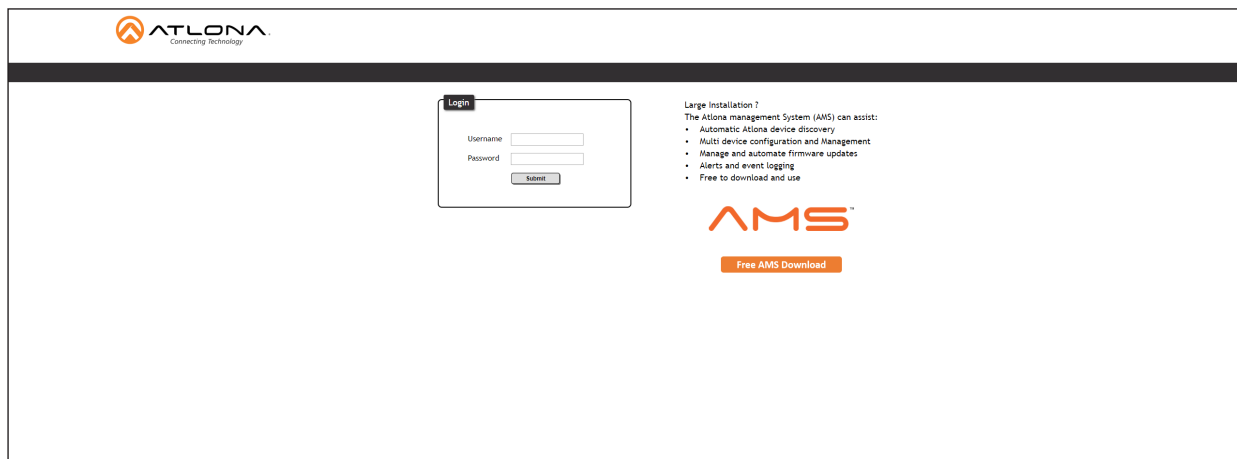 ATLONA.
Connecting Technology
Login
Username
Password
Submit
Large Installation ?
The Atlona management System (AMS) can assist:
• Automatic Atlona device discovery
• Multi device configuration and Management
• Manage and automate firmware updates
• Alerts and event logging
• Free to download and use
AMS™
Free AMS Download